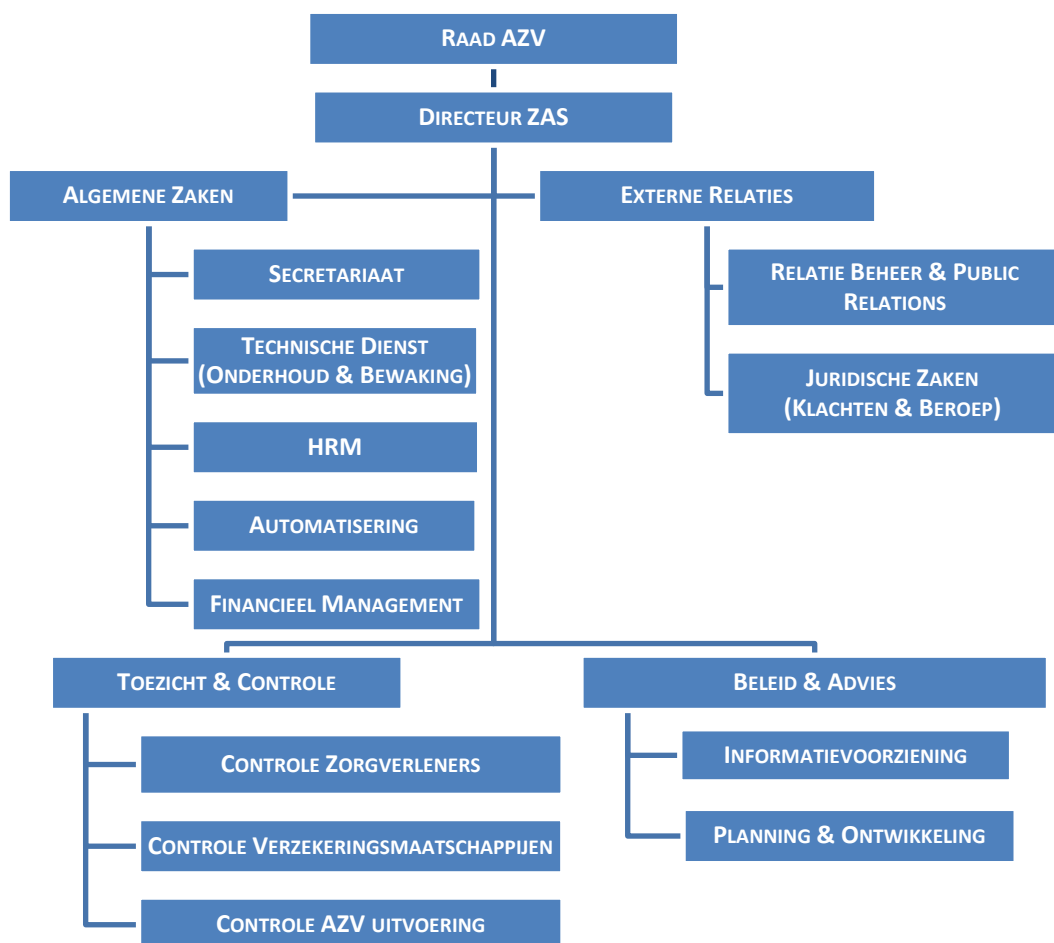 RAAD AZV
DIRECTEUR ZAS
ALGEMENE ZAKEN
EXTERNE RELATIES
SECRETARIAAT
TECHNISCHE DIENST
(ONDERHOUD & BEWAKING)
HRM
AUTOMATISERING
FINANCIEEL MANAGEMENT
RELATIE BEHEER & PUBLIC
RELATIONS
JURIDISCHE ZAKEN
(KLACHTEN & BEROEP)
TOEZICHT & CONTROLE
CONTROLE ZORGVERLENERS
CONTROLE VERZEKERINGSMAATSCHAPPIJEN
CONTROLE AZV UITVOERING
BELEID & ADVIES
INFORMATIEVOORZIENING
PLANNING & ONTWIKKELING